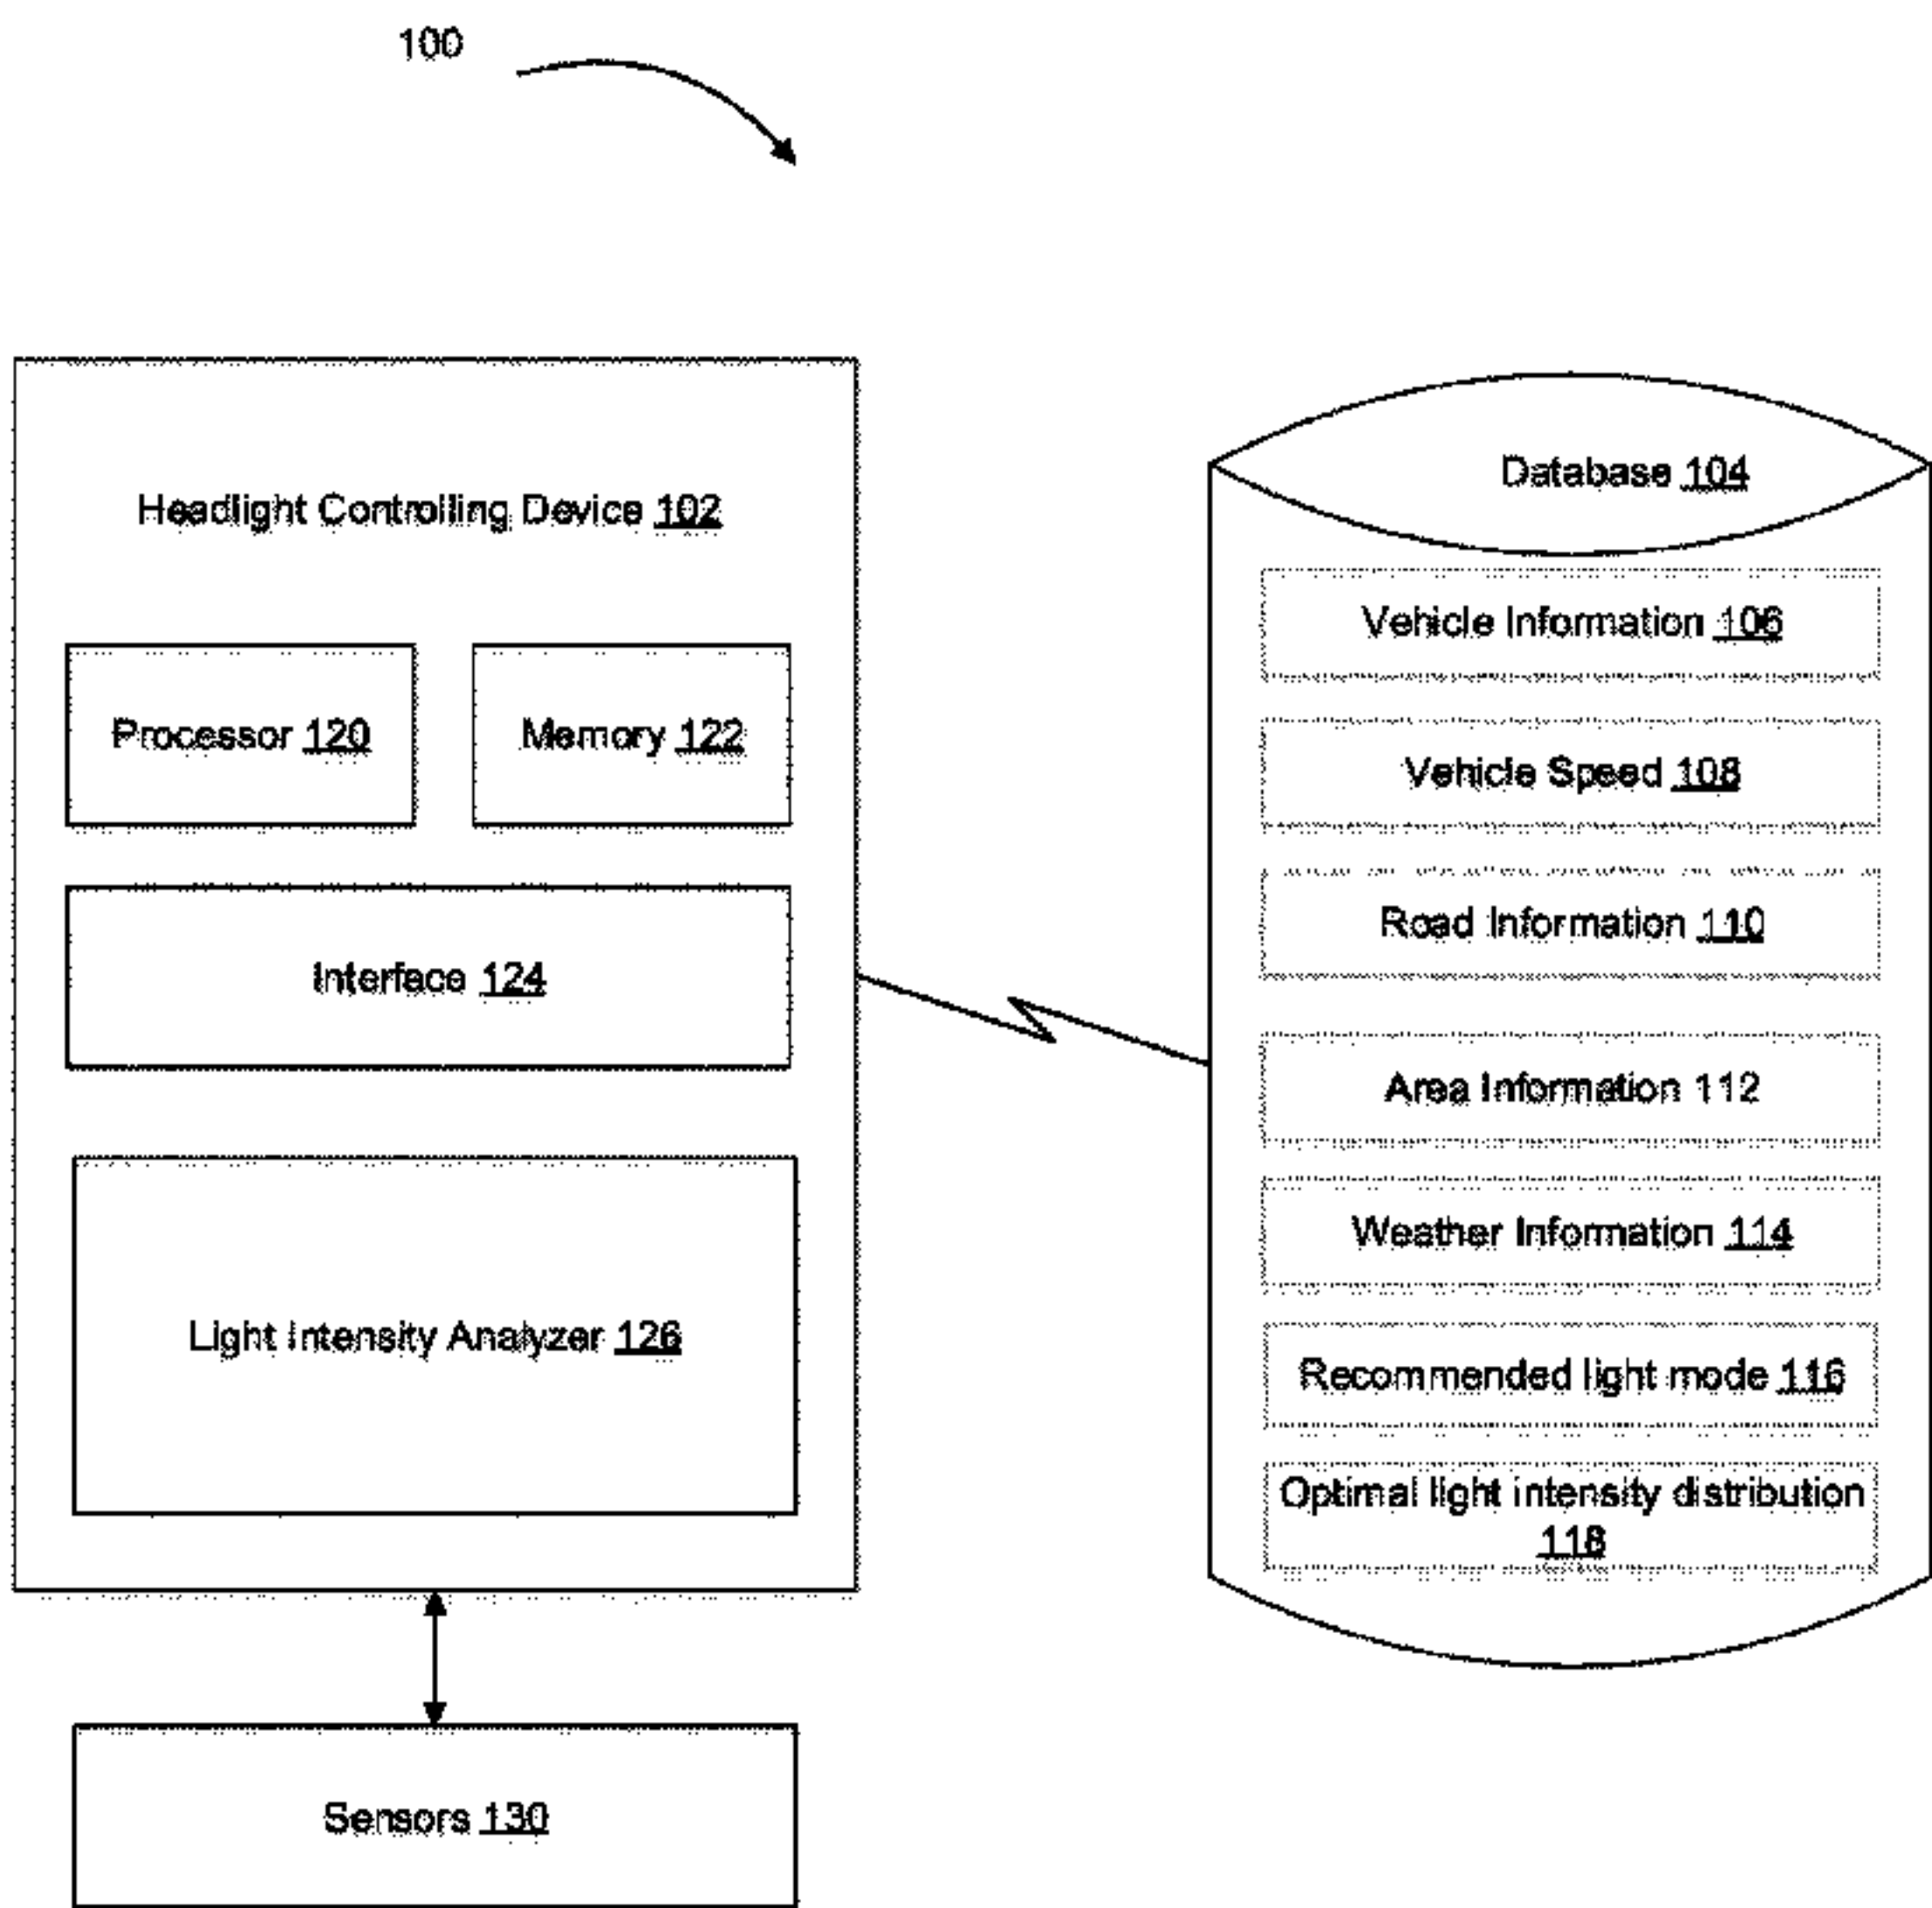 100
Headlight Controlling Device 102
Processor 120
Memory 122
Interface 124
Light Intensity Analyzer 126
Sensors 130
Database 104
Vehicle Information 106
Vehicle Speed 108
Road Information 110
Area Information 112
Weather Information 114
Recommended light mode 116
Optimal light intensity distribution
118